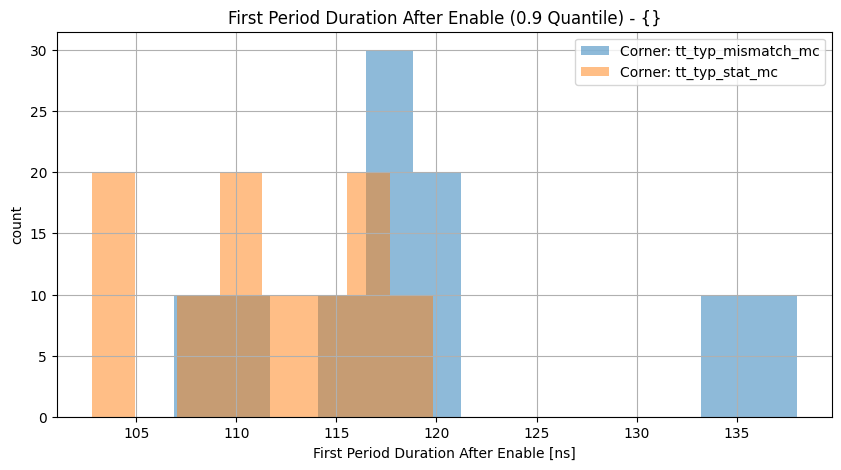 First Period Duration After Enable (0.9 Quantile) - {}
Corner: tt_typ_mismatch_mc
Corner: tt_typ_stat_mc
30
25
20
15
10
5
0
count
105 110 115 120 125 130 135
First Period Duration After Enable [ns]